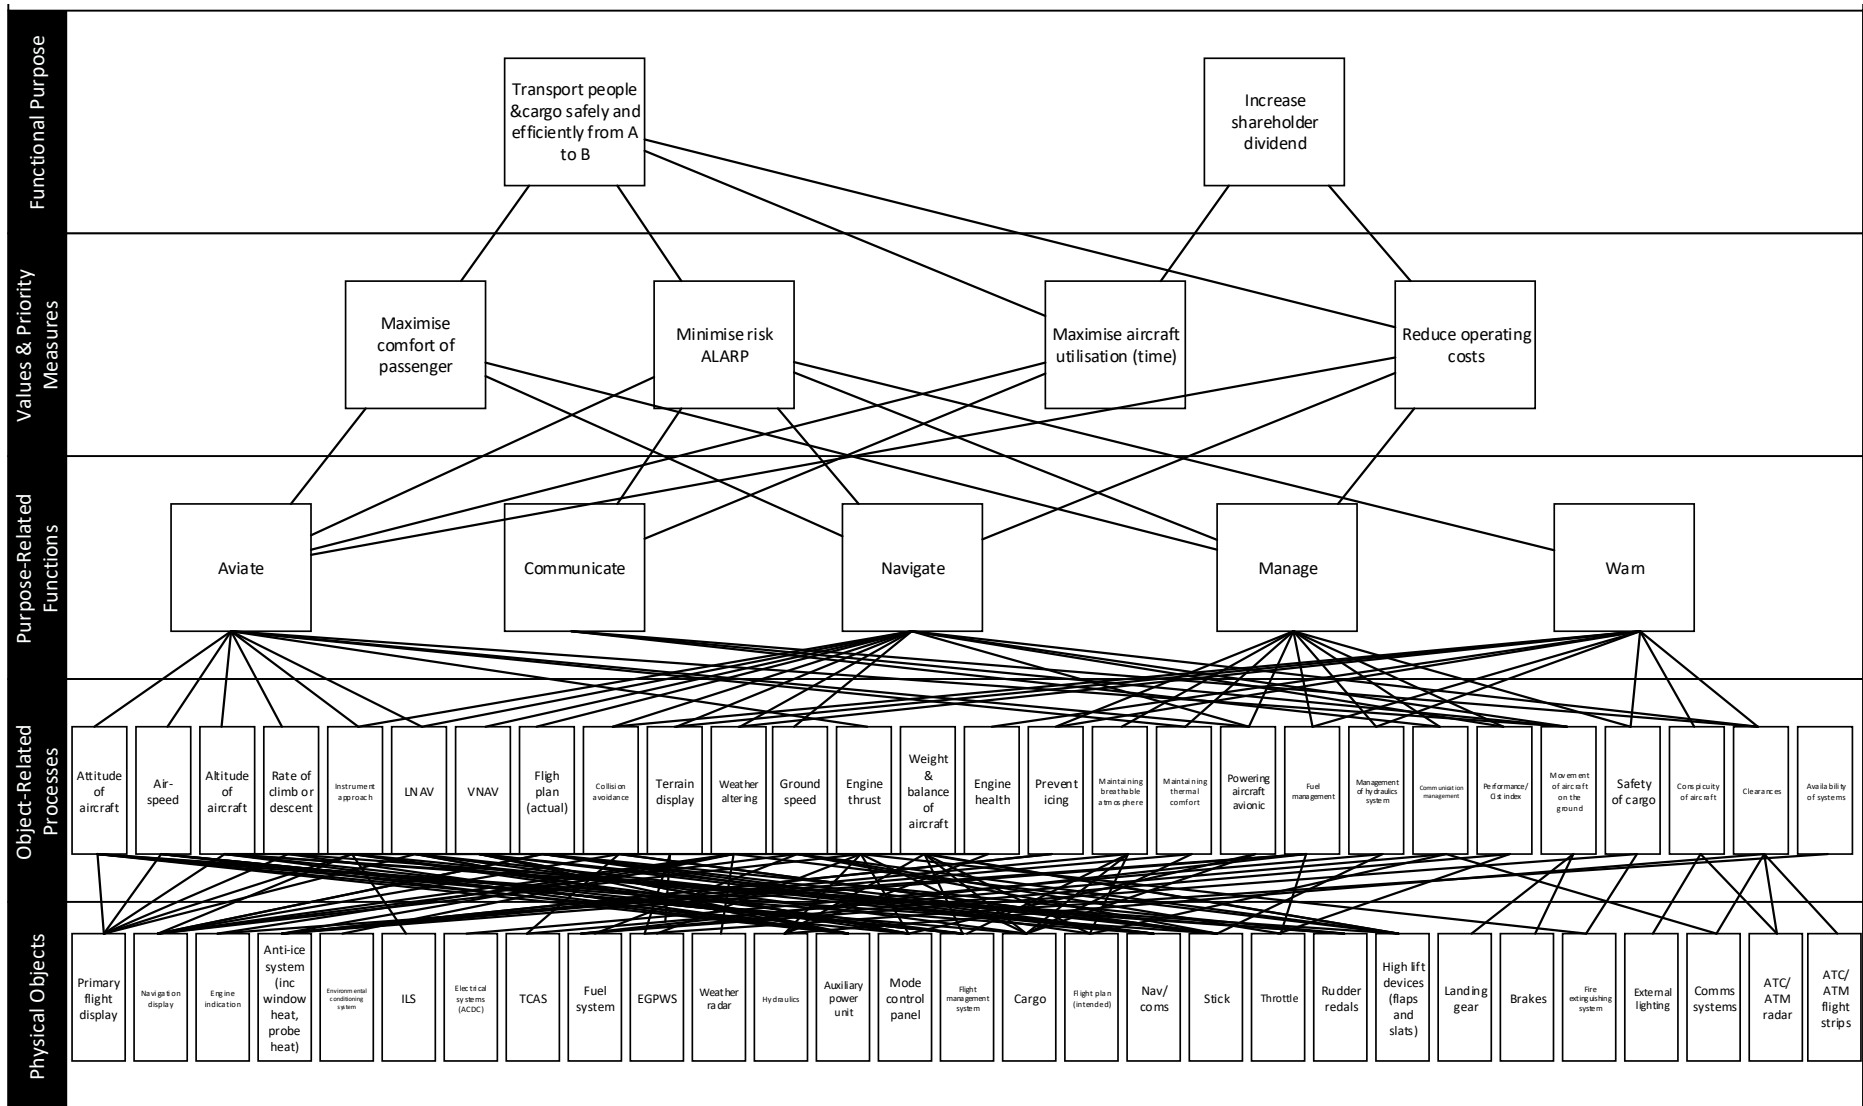 Functional Purpose
Transport people
&cargo safely and
efficiently from A
to B
Increase
shareholder
dividend
Values & Priority
Measures
Maximise
comfort of
passenger
Minimise risk
ALARP
Maximise aircraft
utilisation (time)
Reduce operating
costs
Purpose-Related
Functions
Aviate
Communicate
Navigate
Manage
Warn
Object-Related
Processes
Attitude
of
aircraft
Air-
speed
Altitude
of
aircraft
Rate of
climb or
descent
Instrument
approach
LNAV
VNAV
Fligh
plan
(actual)
Collision
avoidance
Terrain
display
Weather
altering
Ground
speed
Engine
thrust
Weight
&
balance
of
aircraft
Engine
health
Prevent
icing
Maintaining
breathable
atmosphere
Maintaining
thermal
comfort
Powering
aircraft
avionic
Fuel
management
Management
of hydraulics
system
Communication
management
Performance/
Cist index
Movement
of aircraft
on the
ground
Safety
of cargo
Conspicuity
of aircraft
Clearances
Availability
of systems
Physical Objects
Primary
flight
display
Navigation
display
Engine
indication
Anti-ice
system
(inc
window
heat,
probe
heat)
Environmental
conditioning
system
ILS
Electrical
systems
(ACDC)
TCAS
Fuel
system
EGPWS
Weather
radar
Hydraulics
Auxiliary
power
unit
Mode
control
panel
Flight
management
system
Cargo
Flight plan
(intended)
Nav/
coms
Stick
Throttle
Rudder
redals
High lift
devices
(flaps
and
slats)
Landing
gear
Brakes
Fire
extinguishing
system
External
lighting
Comms
systems
ATC/
ATM
radar
ATC/
ATM
flight
strips